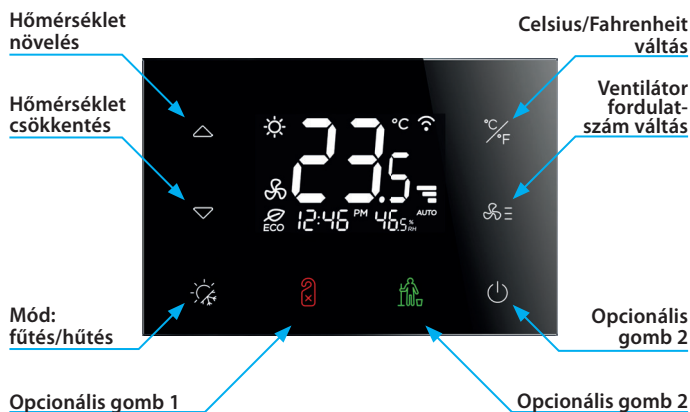 Hőmérséklet
növelés
Celsius/Fahrenheit
váltás
Hőmérséklet
csökkentés
Ventilátor
fordulat-
szám váltás
°C
23.5
°C/°F
ECO
12:46 PM
46.5%
RH
AUTO
Mód:
fűtés/hűtés
Opcionális
gomb 2
Opcionális gomb 1
Opcionális gomb 2